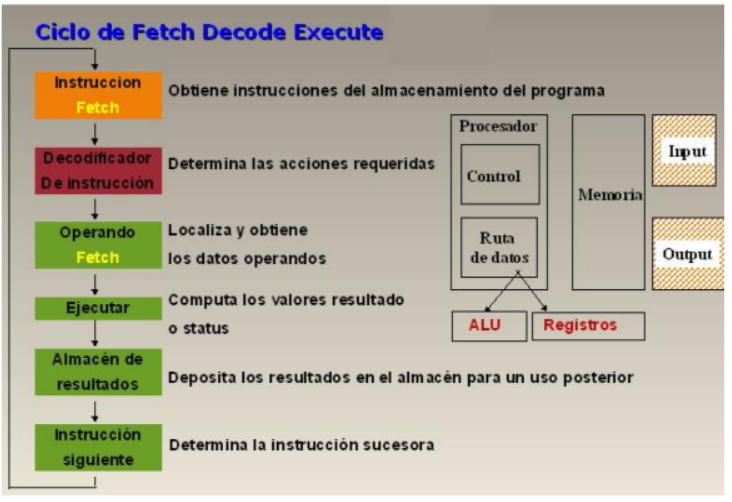 Ciclo de Fetch Decode Execute
Instruccion
Fetch
Obtiene instrucciones del almacenamiento del programa
Decodificador
De instrucción
Determina las acciones requeridas
Operando
Fetch
Localiza y obtiene
los datos operandos
Ejecutar
Computa los valores resultado
o status
Almacén de
resultados
Deposita los resultados en el almacén para un uso posterior
Instrucción
siguiente
Determina la instrucción sucesora
Procesador
Control
Ruta
de datos
Memoria
Input
Output
ALU
Registros